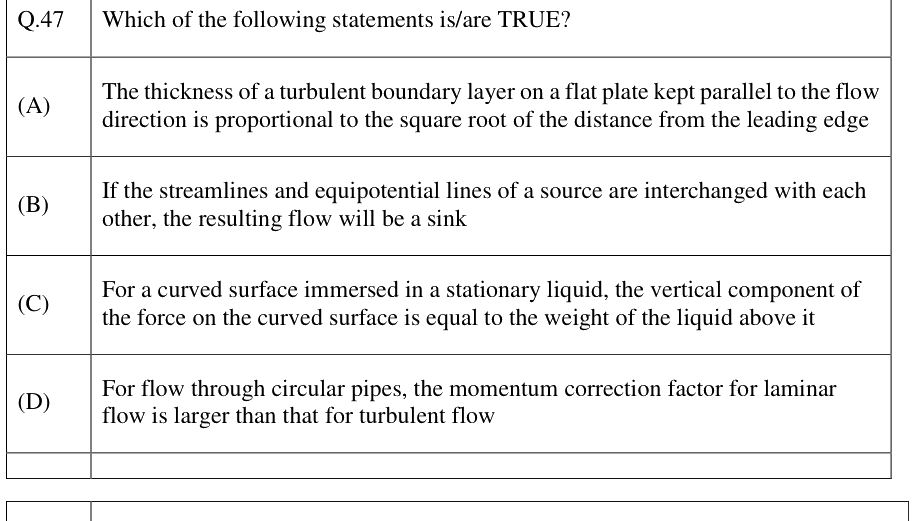 Q.47 Which of the following statements is/are TRUE?
(A) The thickness of a turbulent boundary layer on a flat plate kept parallel to the flow
direction is proportional to the square root of the distance from the leading edge
(B) If the streamlines and equipotential lines of a source are interchanged with each
other, the resulting flow will be a sink
(C) For a curved surface immersed in a stationary liquid, the vertical component of
the force on the curved surface is equal to the weight of the liquid above it
(D) For flow through circular pipes, the momentum correction factor for laminar
flow is larger than that for turbulent flow